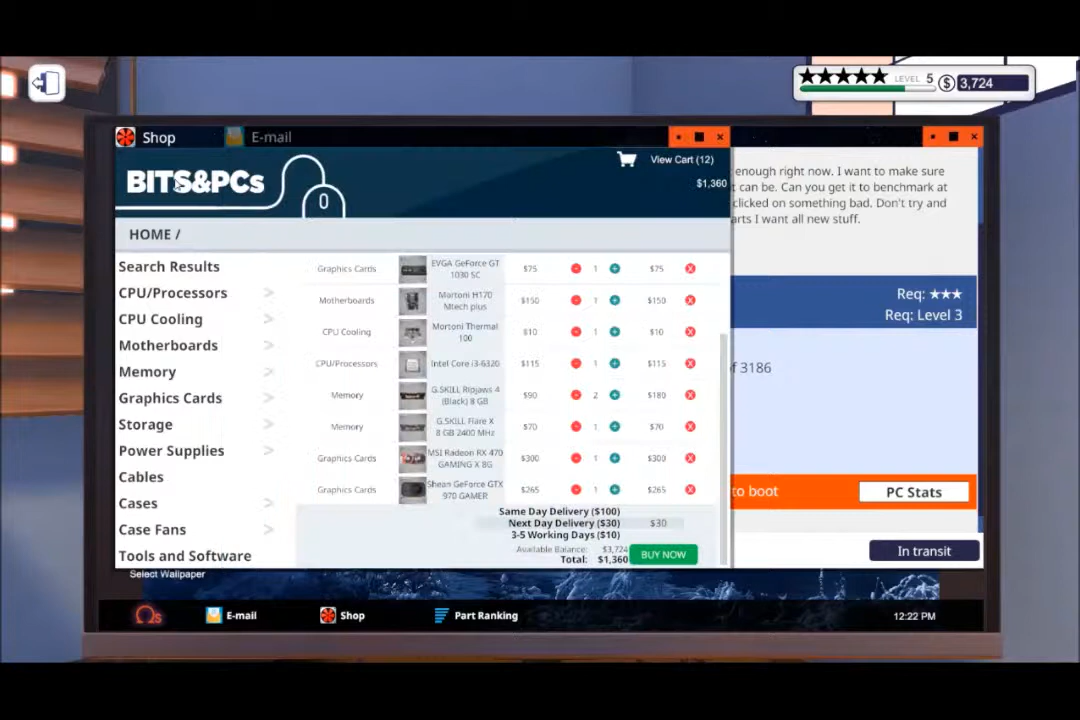 LEVEL 5
$ 3,724
Shop
E-mail
BITS&PCs
View Cart (12)
$1,360
HOME /
Search Results
CPU/Processors >
CPU Cooling >
Motherboards >
Memory >
Graphics Cards >
Storage >
Power Supplies >
Cables
Cases >
Case Fans >
Tools and Software
Graphics Cards EVGA GeForce GT 1030 SC $75 1 $75
Motherboards Mortoni H170 Mtech plus $150 1 $150
CPU Cooling Mortoni Thermal 100 $10 1 $10
CPU/Processors Intel Core i3-6320 $115 1 $115
Memory G.SKILL Ripjaws 4 (Black) 8 GB $90 2 $180
Memory G.SKILL Flare X 8 GB 2400 MHz $70 1 $70
Graphics Cards MSI Radeon RX 470 GAMING X 8G $300 1 $300
Graphics Cards Shean GeForce GTX 970 GAMER $265 1 $265
Same Day Delivery ($100)
Next Day Delivery ($30) $30
3-5 Working Days ($10)
Available Balance: $3,724
Total: $1,360
BUY NOW
enough right now. I want to make sure
t can be. Can you get it to benchmark at
clicked on something bad. Don't try and
arts I want all new stuff.
Req: ★★★
Req: Level 3
of 3186
to boot
PC Stats
In transit
Select Wallpaper
Ωs
E-mail
Shop
Part Ranking
12:22 PM